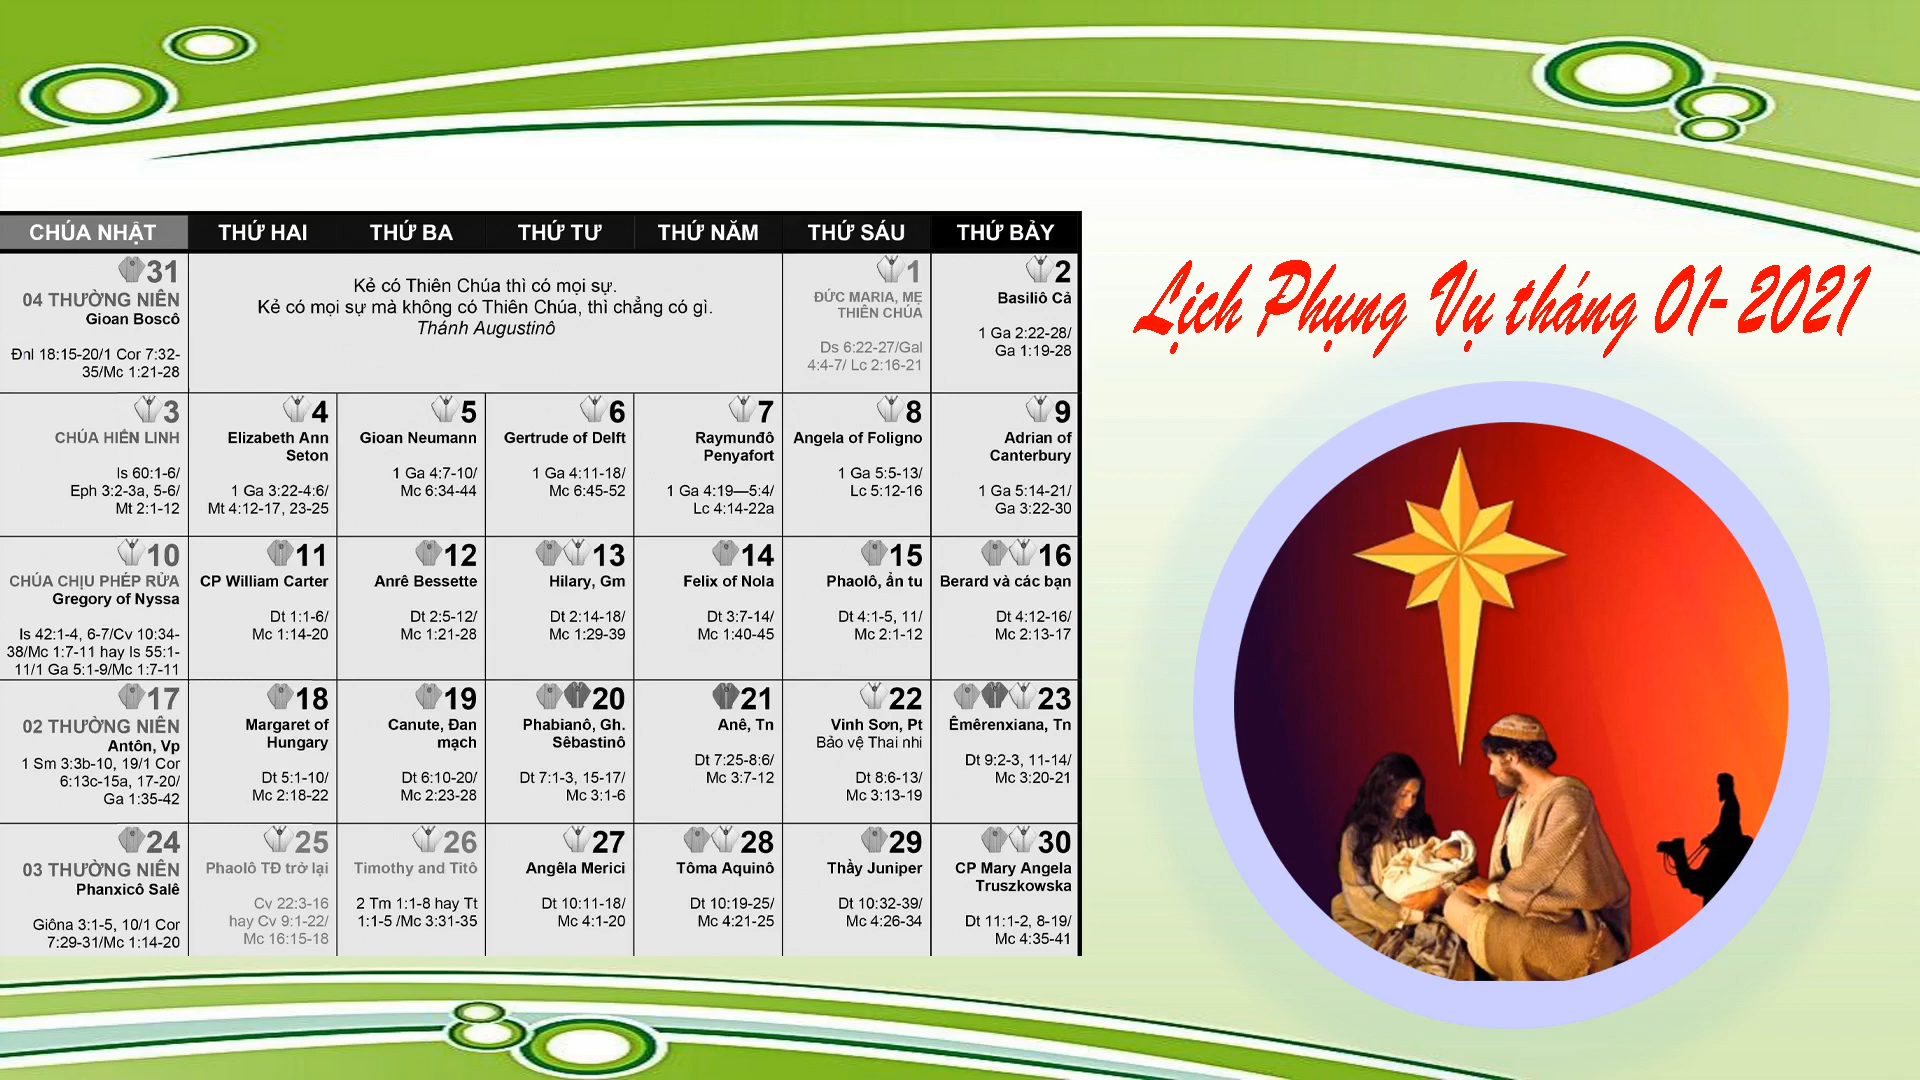 CHÚA NHẬT THỨ HAI THỨ BA THỨ TƯ THỨ NĂM THỨ SÁU THỨ BẢY
31
04 THƯỜNG NIÊN
Gioan Boscô
Đnl 18:15-20/1 Cor 7:32-
35/Mc 1:21-28
Kẻ có Thiên Chúa thì có mọi sự.
Kẻ có mọi sự mà không có Thiên Chúa, thì chẳng có gì.
Thánh Augustinô
1
ĐỨC MARIA, MẸ
THIÊN CHÚA
Ds 6:22-27/Gal
4:4-7/ Lc 2:16-21
2
Basiliô Cả
1 Ga 2:22-28/
Ga 1:19-28
3
CHÚA HIỂN LINH
Is 60:1-6/
Eph 3:2-3a, 5-6/
Mt 2:1-12
4
Elizabeth Ann
Seton
1 Ga 3:22-4:6/
Mt 4:12-17, 23-25
5
Gioan Neumann
1 Ga 4:7-10/
Mc 6:34-44
6
Gertrude of Delft
1 Ga 4:11-18/
Mc 6:45-52
7
Raymunđô
Penyafort
1 Ga 4:19—5:4/
Lc 4:14-22a
8
Angela of Foligno
1 Ga 5:5-13/
Lc 5:12-16
9
Adrian of
Canterbury
1 Ga 5:14-21/
Ga 3:22-30
10
CHÚA CHỊU PHÉP RỬA
Gregory of Nyssa
Is 42:1-4, 6-7/Cv 10:34-
38/Mc 1:7-11 hay Is 55:1-
11/1 Ga 5:1-9/Mc 1:7-11
11
CP William Carter
Dt 1:1-6/
Mc 1:14-20
12
Anrê Bessette
Dt 2:5-12/
Mc 1:21-28
13
Hilary, Gm
Dt 2:14-18/
Mc 1:29-39
14
Felix of Nola
Dt 3:7-14/
Mc 1:40-45
15
Phaolô, ẩn tu
Dt 4:1-5, 11/
Mc 2:1-12
16
Berard và các bạn
Dt 4:12-16/
Mc 2:13-17
17
02 THƯỜNG NIÊN
Antôn, Vp
1 Sm 3:3b-10, 19/1 Cor
6:13c-15a, 17-20/
Ga 1:35-42
18
Margaret of
Hungary
Dt 5:1-10/
Mc 2:18-22
19
Canute, Đan
mạch
Dt 6:10-20/
Mc 2:23-28
20
Phabianô, Gh.
Sêbastinô
Dt 7:1-3, 15-17/
Mc 3:1-6
21
Anê, Tn
Dt 7:25-8:6/
Mc 3:7-12
22
Vinh Sơn, Pt
Bảo vệ Thai nhi
Dt 8:6-13/
Mc 3:13-19
23
Êmêrenxiana, Tn
Dt 9:2-3, 11-14/
Mc 3:20-21
24
03 THƯỜNG NIÊN
Phanxicô Salê
Giôna 3:1-5, 10/1 Cor
7:29-31/Mc 1:14-20
25
Phaolô TĐ trở lại
Cv 22:3-16
hay Cv 9:1-22/
Mc 16:15-18
26
Timothy and Titô
2 Tm 1:1-8 hay Tt
1:1-5 /Mc 3:31-35
27
Angêla Merici
Dt 10:11-18/
Mc 4:1-20
28
Tôma Aquinô
Dt 10:19-25/
Mc 4:21-25
29
Thầy Juniper
Dt 10:32-39/
Mc 4:26-34
30
CP Mary Angela
Truszkowska
Dt 11:1-2, 8-19/
Mc 4:35-41
Lịch Phụng Vụ tháng 01- 2021